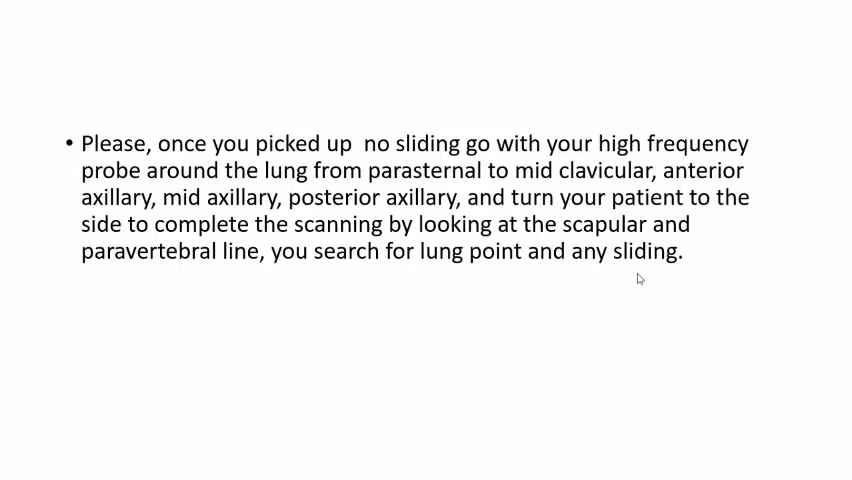 • Please, once you picked up  no sliding go with your high frequency
probe around the lung from parasternal to mid clavicular, anterior
axillary, mid axillary, posterior axillary, and turn your patient to the
side to complete the scanning by looking at the scapular and
paravertebral line, you search for lung point and any sliding.